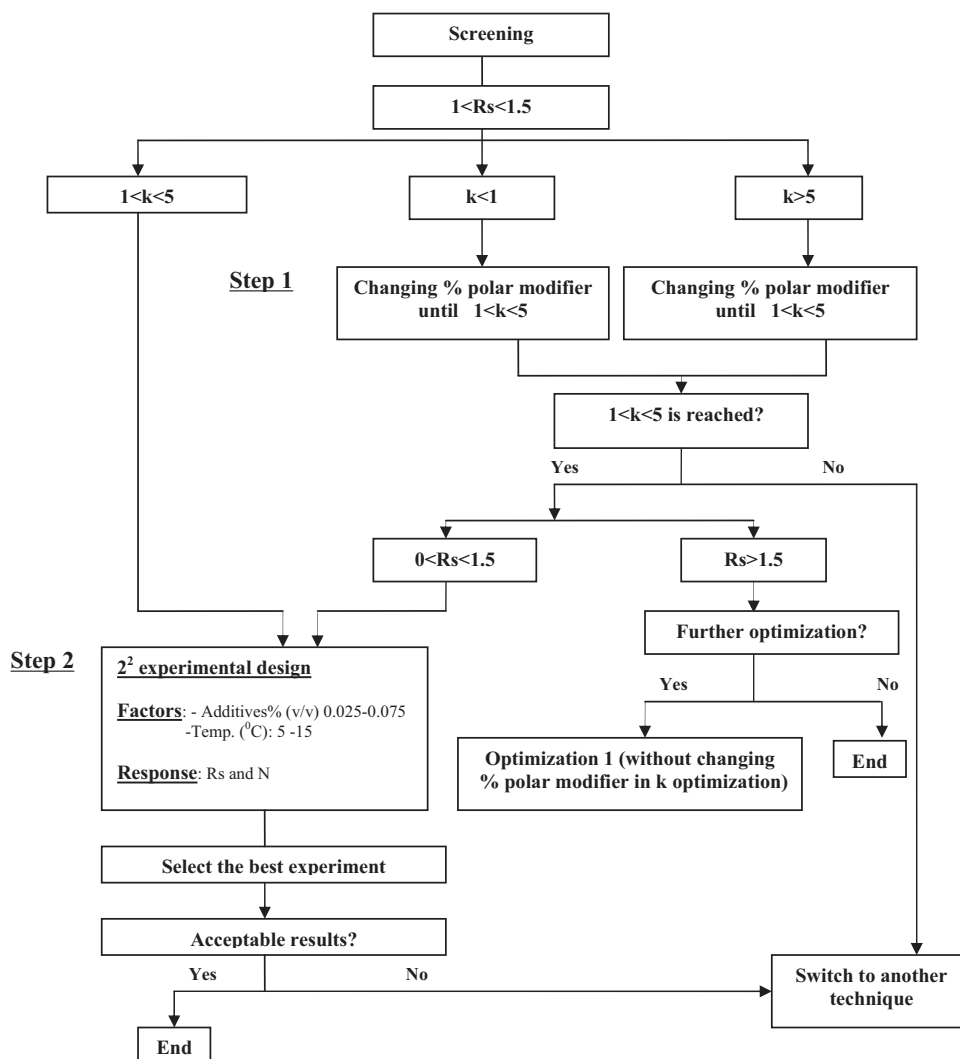 Screening
1<Rs<1.5
1<k<5
k<1
k>5
Step 1
Changing % polar modifier
until 1<k<5
Changing % polar modifier
until 1<k<5
1<k<5 is reached?
Yes
No
0<Rs<1.5
Rs>1.5
Further optimization?
Yes
No
Optimization 1 (without changing
% polar modifier in k optimization)
End
Step 2
2² experimental design
Factors: - Additives% (v/v) 0.025-0.075
-Temp. (⁰C): 5 -15
Response: Rs and N
Select the best experiment
Acceptable results?
Yes
No
Switch to another
technique
End